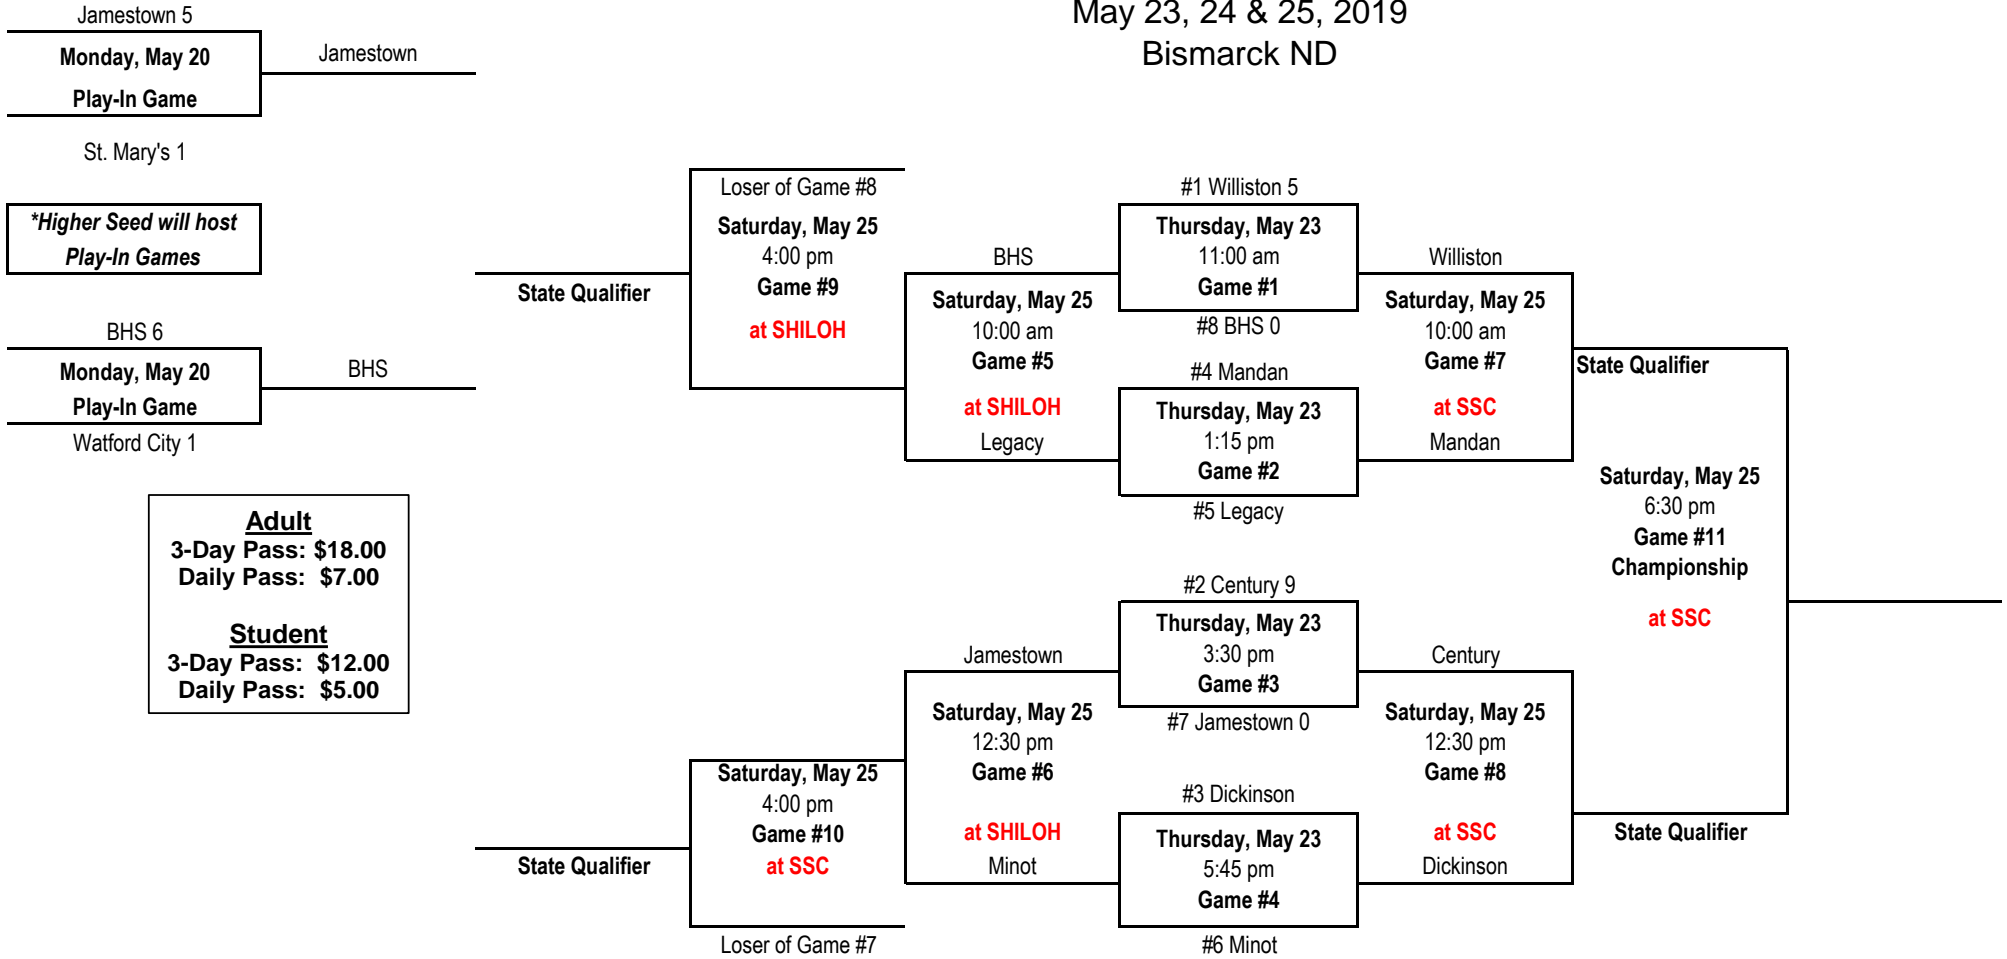 May 23, 24 & 25, 2019
Bismarck ND
Jamestown 5
Monday, May 20
Play-In Game
Jamestown
St. Mary's 1
*Higher Seed will host
Play-In Games
BHS 6
Monday, May 20
Play-In Game
BHS
Watford City 1
Adult
3-Day Pass: $18.00
Daily Pass: $7.00
Student
3-Day Pass: $12.00
Daily Pass: $5.00
State Qualifier
Loser of Game #8
Saturday, May 25
4:00 pm
Game #9
at SHILOH
BHS
Saturday, May 25
10:00 am
Game #5
at SHILOH
Legacy
#1 Williston 5
Thursday, May 23
11:00 am
Game #1
#8 BHS 0
#4 Mandan
Thursday, May 23
1:15 pm
Game #2
#5 Legacy
Williston
Saturday, May 25
10:00 am
Game #7
at SSC
Mandan
State Qualifier
Saturday, May 25
6:30 pm
Game #11
Championship
at SSC
State Qualifier
Saturday, May 25
4:00 pm
Game #10
at SSC
Loser of Game #7
Jamestown
Saturday, May 25
12:30 pm
Game #6
at SHILOH
Minot
#2 Century 9
Thursday, May 23
3:30 pm
Game #3
#7 Jamestown 0
#3 Dickinson
Thursday, May 23
5:45 pm
Game #4
#6 Minot
Century
Saturday, May 25
12:30 pm
Game #8
at SSC
Dickinson
State Qualifier